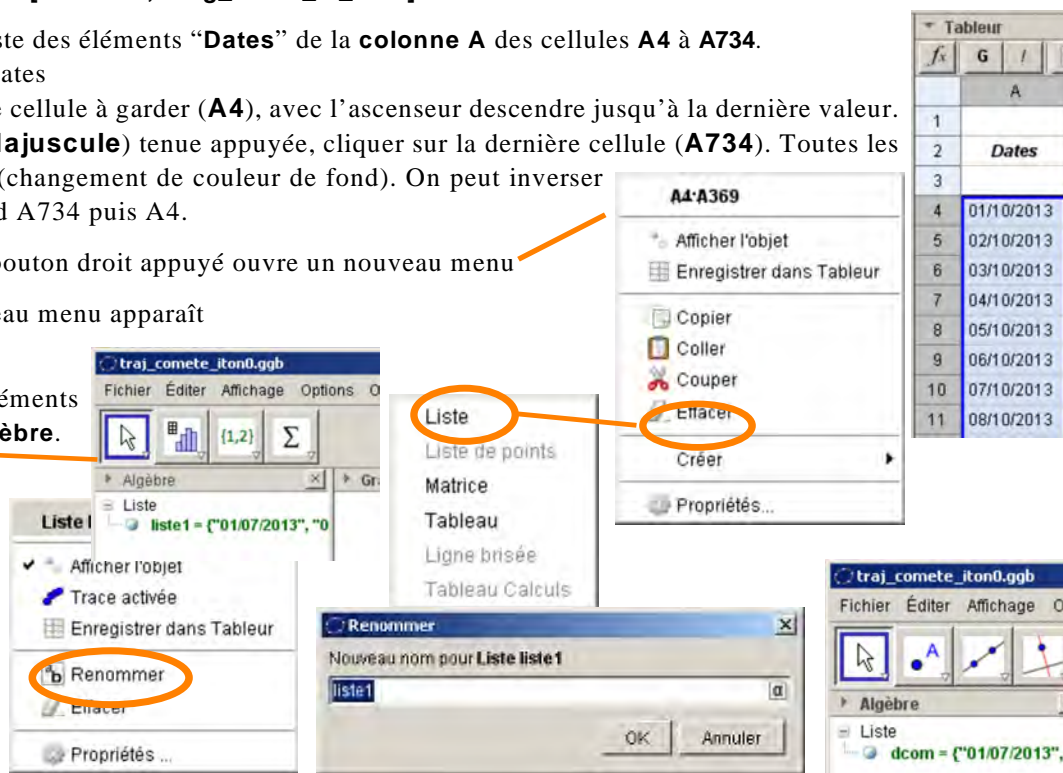 ste des éléments “Dates” de la colonne A des cellules A4 à A734.
ates
e cellule à garder (A4), avec l’ascenseur descendre jusqu’à la dernière valeur.
ajuscule) tenue appuyée, cliquer sur la dernière cellule (A734). Toutes les
(changement de couleur de fond). On peut inverser
d A734 puis A4.
bouton droit appuyé ouvre un nouveau menu
eau menu apparaît
éments
èbre.
Tableur
fx G I
A
1
2 Dates
3
4 01/10/2013
5 02/10/2013
6 03/10/2013
7 04/10/2013
8 05/10/2013
9 06/10/2013
10 07/10/2013
11 08/10/2013
A4:A369
Afficher l'objet
Enregistrer dans Tableur
Copier
Coller
Couper
Effacer
Créer
Propriétés...
traj_comete_iton0.ggb
Fichier Éditer Affichage Options O
{1,2} Σ
Algèbre Gr
Liste
liste1 = {"01/07/2013", "0
Liste
Liste de points
Matrice
Tableau
Ligne brisée
Tableau Calculs
Liste l
Afficher l'objet
Trace activée
Enregistrer dans Tableur
Renommer
Effacer
Propriétés ...
Renommer
Nouveau nom pour Liste liste1
liste1 α
OK Annuler
traj_comete_iton0.ggb
Fichier Éditer Affichage O
A
Algèbre
Liste
dcom = {"01/07/2013",